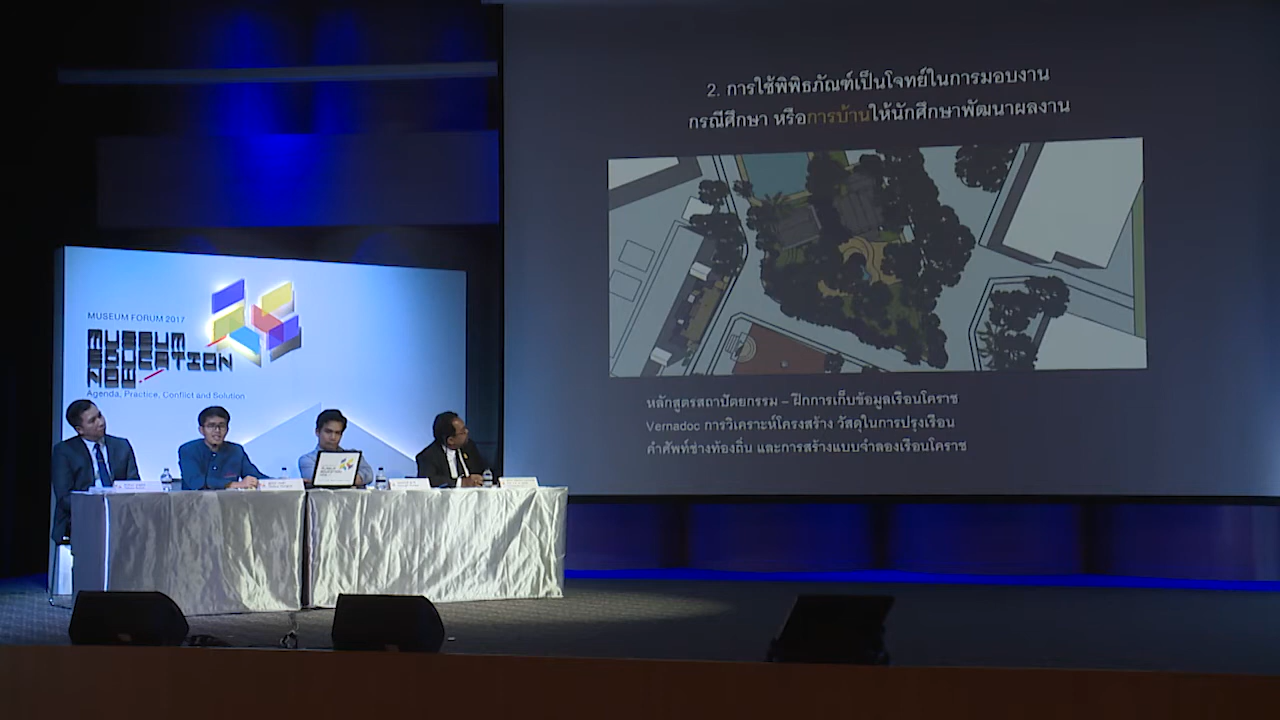 2. การใช้พิพิธภัณฑ์เป็นโจทย์ในการมอบงาน
กรณีศึกษา หรือการบ้านให้นักศึกษาพัฒนาผลงาน
หลักสูตรสถาปัตยกรรม – ฝึกการเก็บข้อมูลเรือนโคราช
Vernadoc การวิเคราะห์โครงสร้าง วัสดุในการปรุงเรือน
คำศัพท์ช่างท้องถิ่น และการสร้างแบบจำลองเรือนโคราช
MUSEUM FORUM 2017
MUSEUM
EDUCATION
NOW
Agenda, Practice, Conflict and Solution